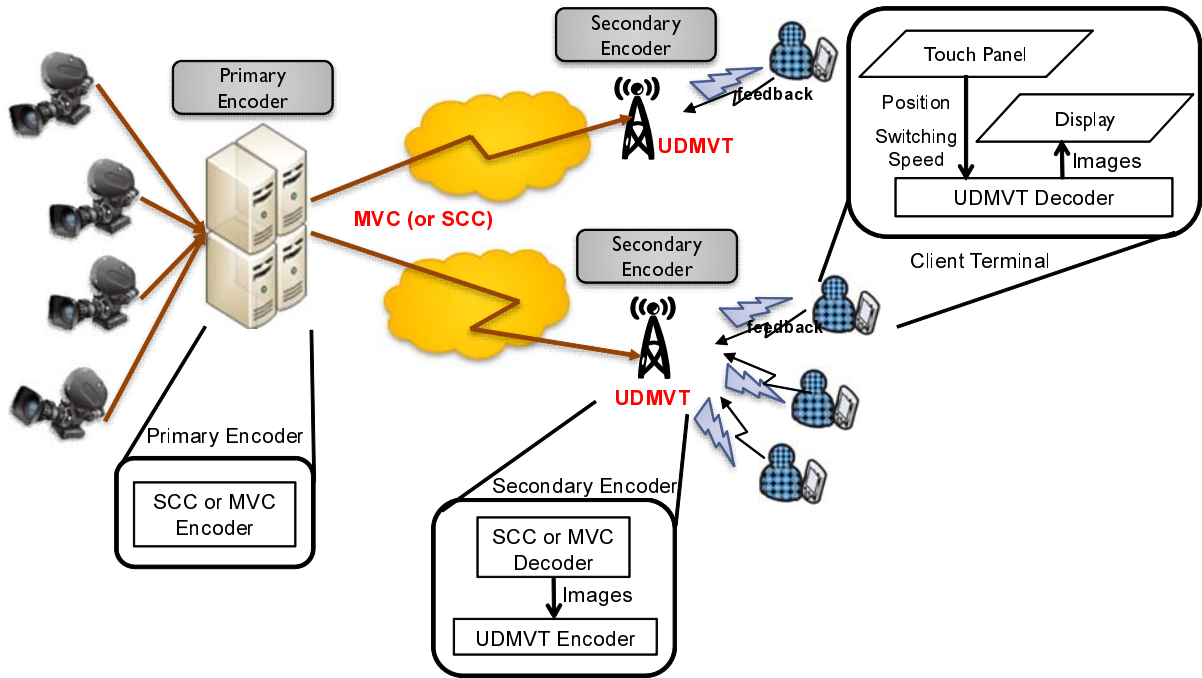 Primary
Encoder
Secondary
Encoder
feedback
UDMVT
MVC (or SCC)
Secondary
Encoder
feedback
UDMVT
Touch Panel
Position
Switching
Speed
Display
Images
UDMVT Decoder
Client Terminal
Primary Encoder
SCC or MVC
Encoder
Secondary Encoder
SCC or MVC
Decoder
Images
UDMVT Encoder